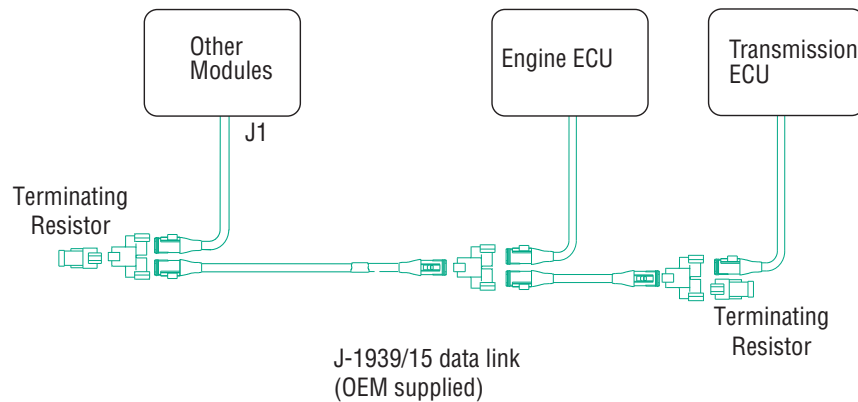 Other
Modules
Engine ECU
Transmission
ECU
J1
Terminating
Resistor
Terminating
Resistor
J-1939/15 data link
(OEM supplied)